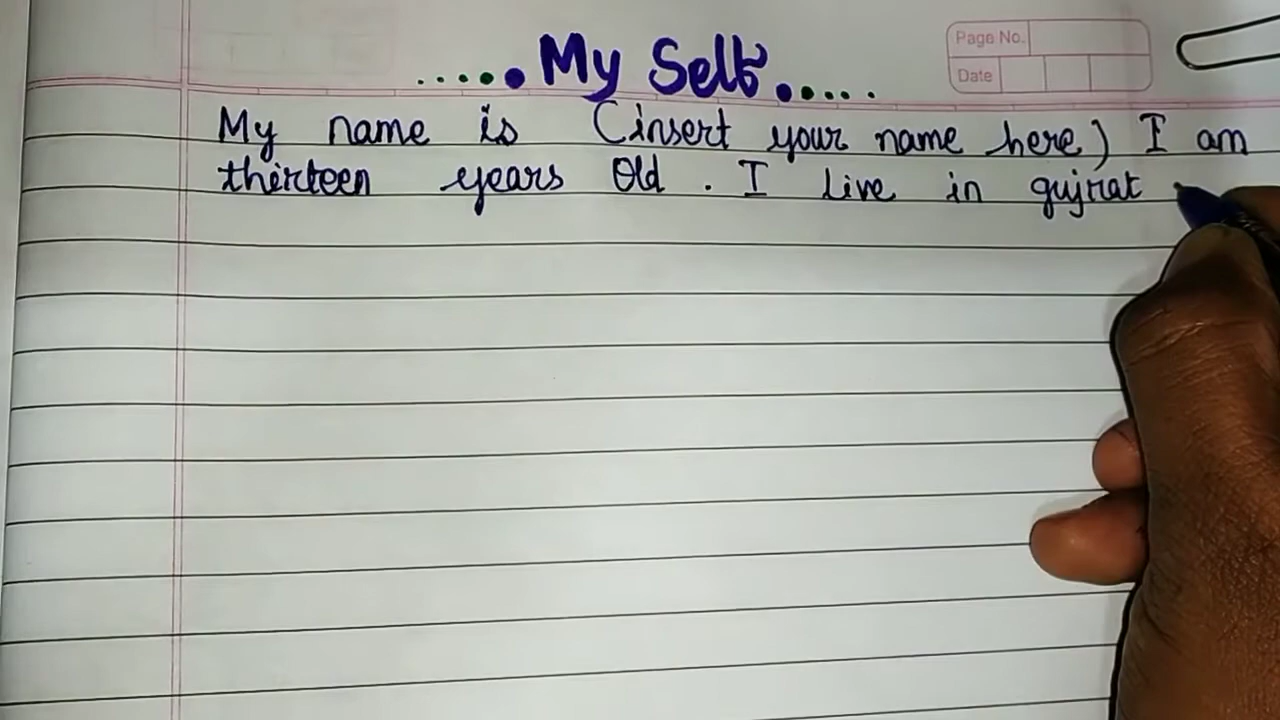 .....My Self.....
Page No.
Date
My name is (insert your name here) I am
thirteen years Old. I Live in gujrat